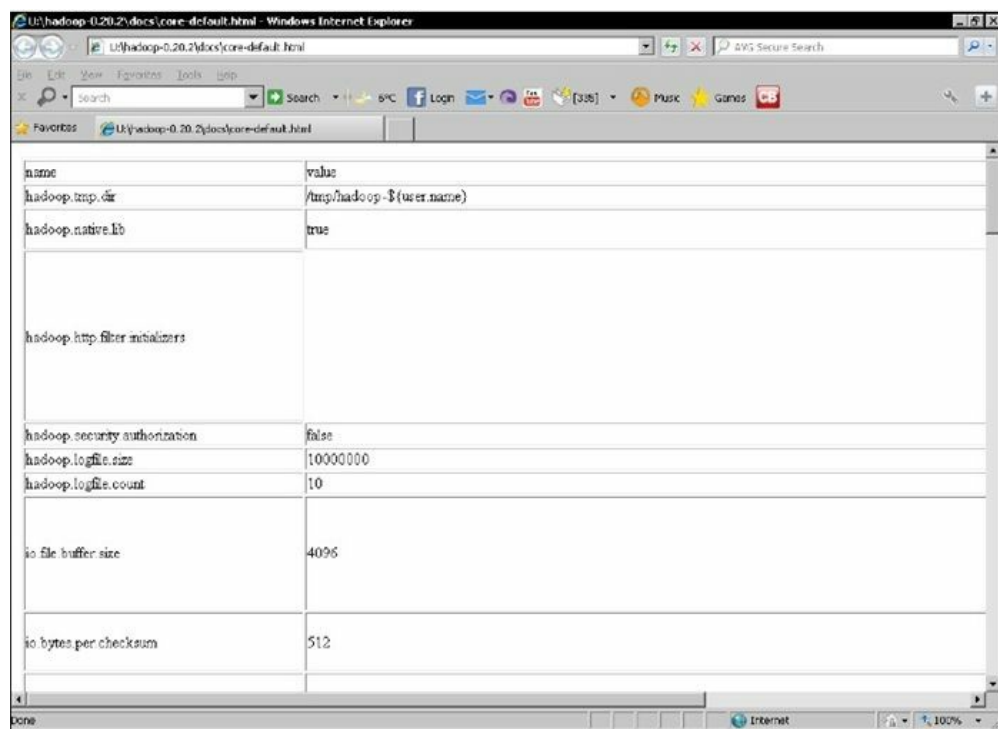 U:\hadoop-0.20.2\docs\core-default.html - Windows Internet Explorer
U:\hadoop-0.20.2\docs\core-default.html
AVG Secure Search
File Edit View Favorites Tools Help
Search Search 6°C Login [335] Music Games
Favorites U:\hadoop-0.20.2\docs\core-default.html
name value
hadoop.tmp.dir /tmp/hadoop-${user.name}
hadoop.native.lib true
hadoop.http.filter.initializers
hadoop.security.authorization false
hadoop.logfile.size 10000000
hadoop.logfile.count 10
io.file.buffer.size 4096
io.bytes.per.checksum 512
Done Internet 100%